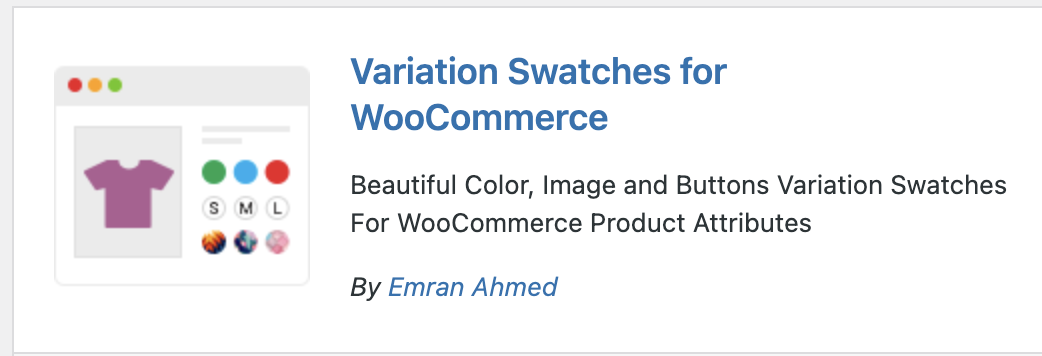 Variation Swatches for
WooCommerce
Beautiful Color, Image and Buttons Variation Swatches
For WooCommerce Product Attributes
By Emran Ahmed
S M L